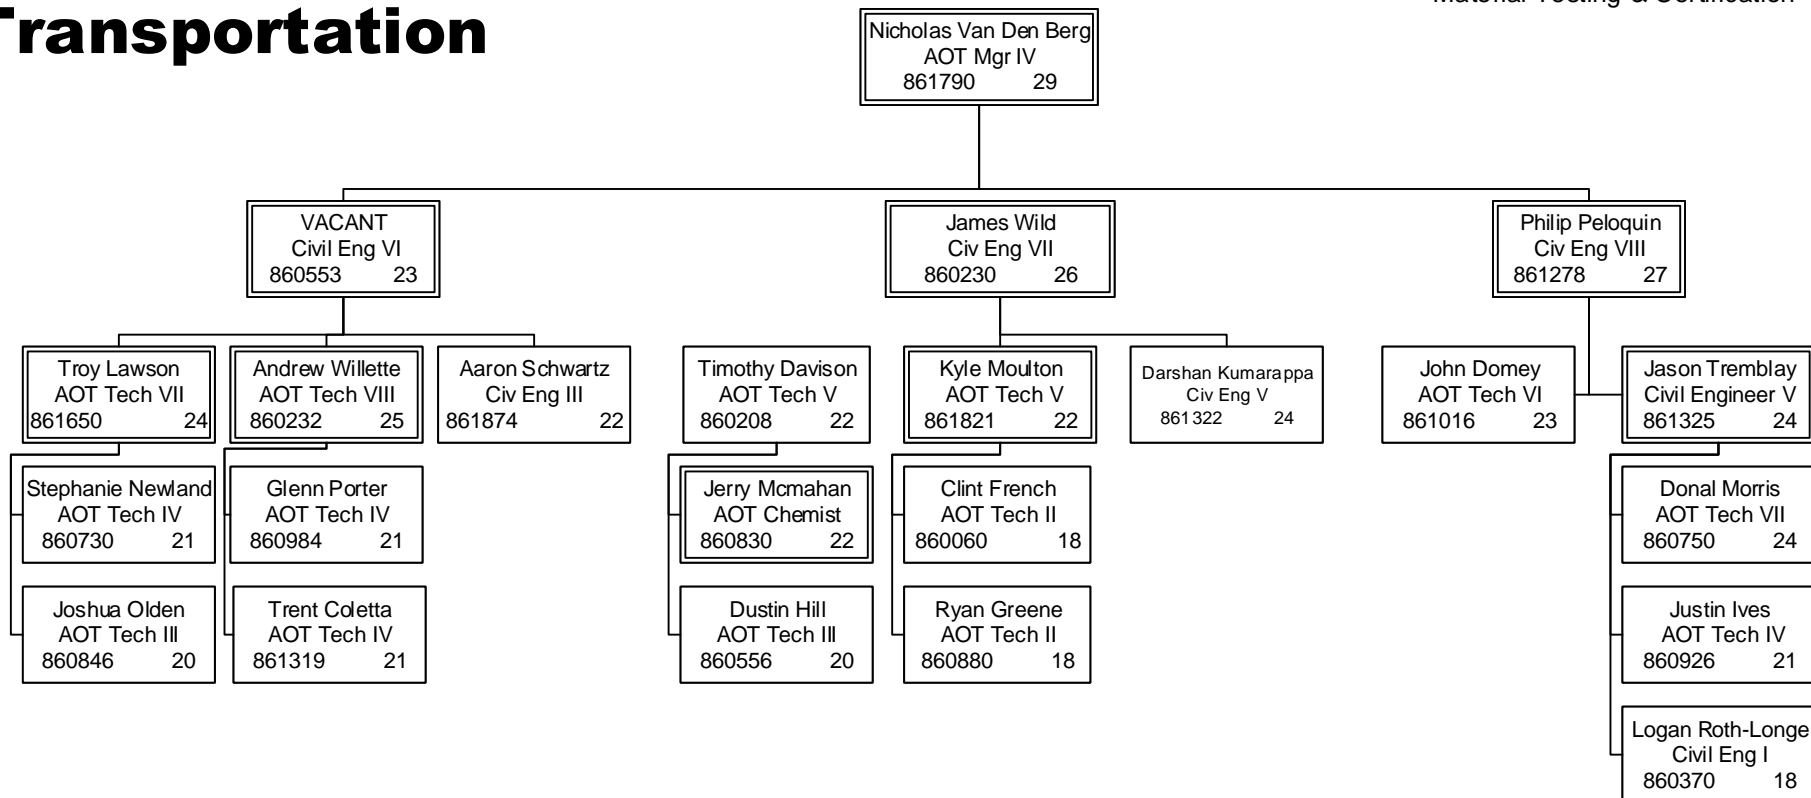 Transportation
Material Testing & Certification
Nicholas Van Den Berg
AOT Mgr IV
861790 29
VACANT
Civil Eng VI
860553 23
James Wild
Civ Eng VII
860230 26
Philip Peloquin
Civ Eng VIII
861278 27
Troy Lawson
AOT Tech VII
861650 24
Andrew Willette
AOT Tech VIII
860232 25
Aaron Schwartz
Civ Eng III
861874 22
Timothy Davison
AOT Tech V
860208 22
Kyle Moulton
AOT Tech V
861821 22
Darshan Kumarappa
Civ Eng V
861322 24
John Domey
AOT Tech VI
861016 23
Jason Tremblay
Civil Engineer V
861325 24
Stephanie Newland
AOT Tech IV
860730 21
Glenn Porter
AOT Tech IV
860984 21
Jerry Mcmahan
AOT Chemist
860830 22
Clint French
AOT Tech II
860060 18
Donal Morris
AOT Tech VII
860750 24
Joshua Olden
AOT Tech III
860846 20
Trent Coletta
AOT Tech IV
861319 21
Dustin Hill
AOT Tech III
860556 20
Ryan Greene
AOT Tech II
860880 18
Justin Ives
AOT Tech IV
860926 21
Logan Roth-Longe
Civil Eng I
860370 18